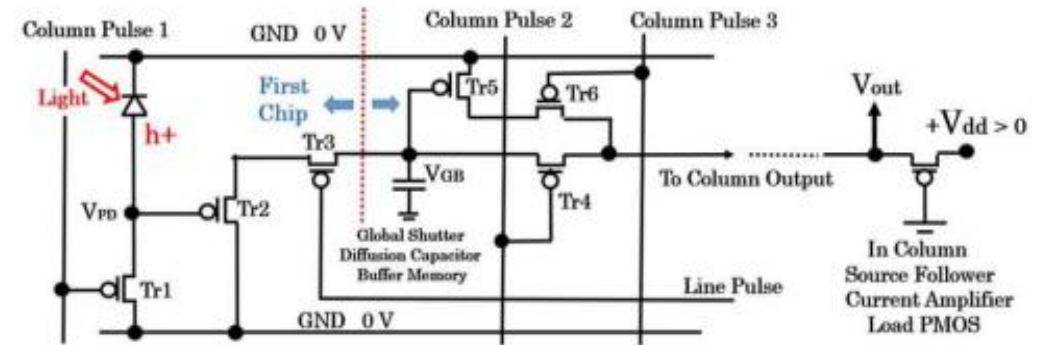 Column Pulse 1
GND 0 V
Column Pulse 2
Column Pulse 3
Light
h+
First
Chip
Tr5
Tr6
Vout
+Vdd > 0
Tr3
VGB
To Column Output
Tr4
VPD
Tr2
Global Shutter
Diffusion Capacitor
Buffer Memory
In Column
Source Follower
Current Amplifier
Load PMOS
Tr1
Line Pulse
GND 0 V